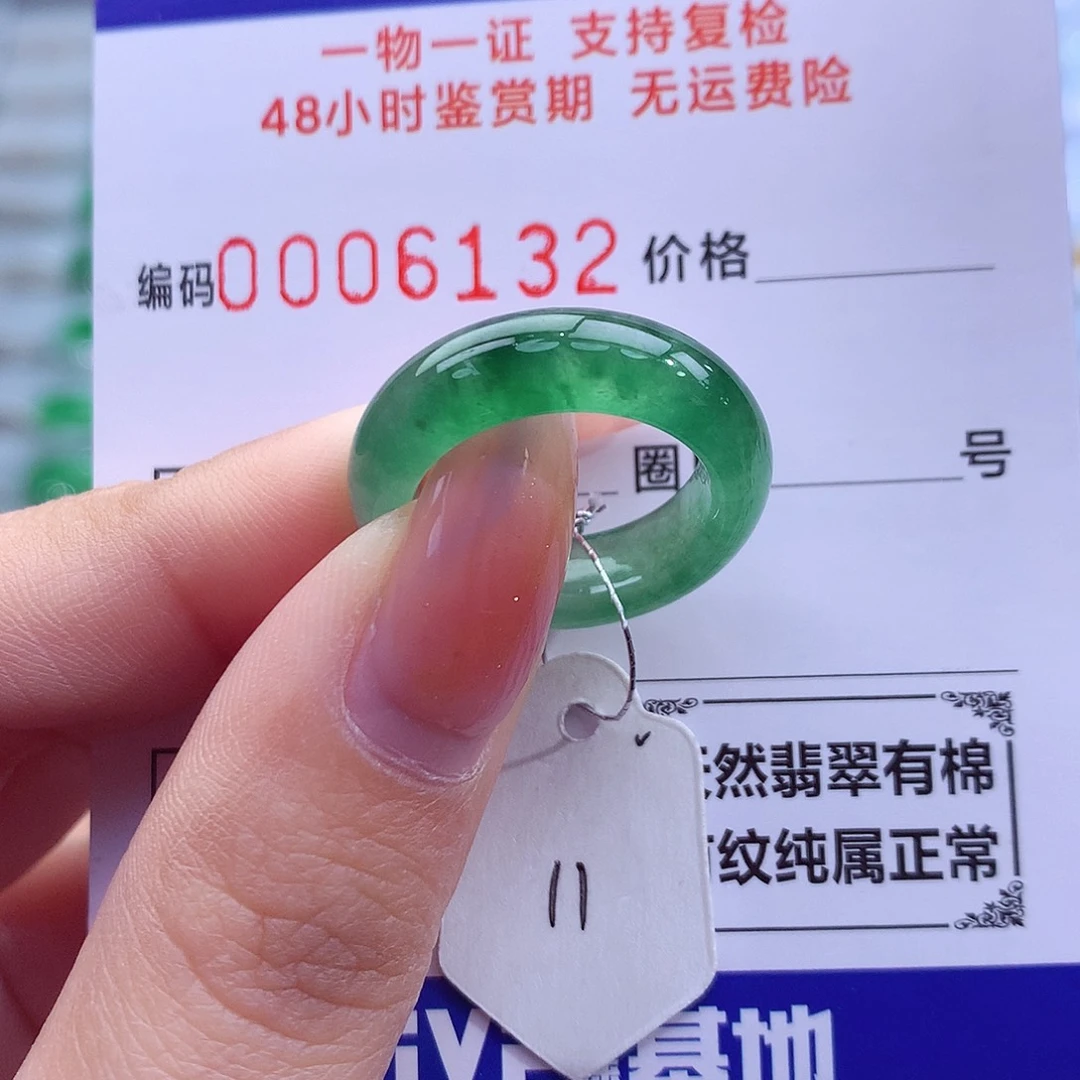 一物一证 支持复检
48小时鉴赏期 无运费险
编码0006132 价格
圈 号
然翡翠有棉
纹纯属正常
11
基地